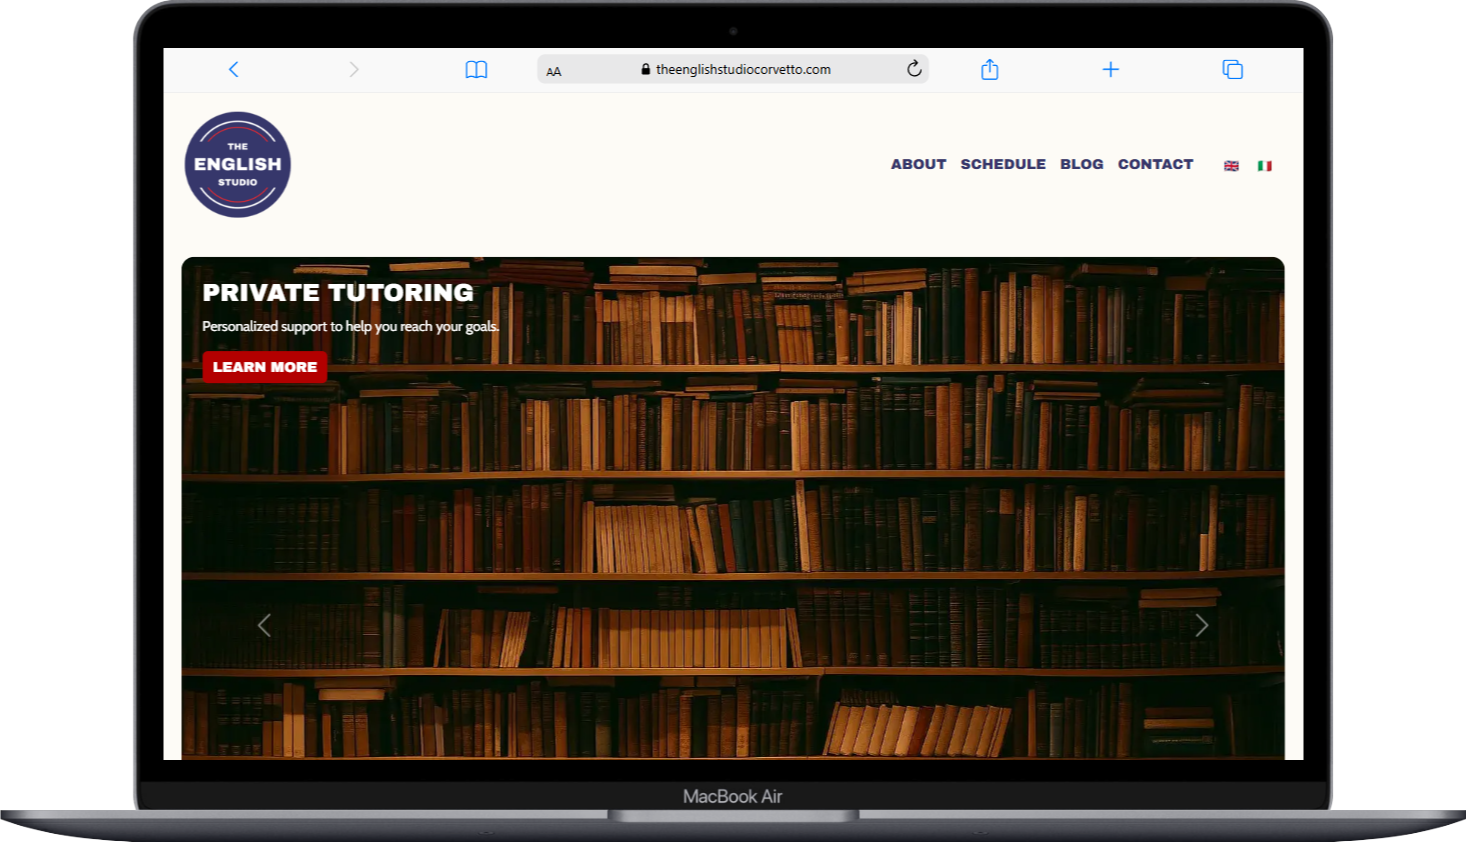 AA
theenglishstudiocorvetto.com
THE
ENGLISH
STUDIO
ABOUT SCHEDULE BLOG CONTACT
PRIVATE TUTORING
Personalized support to help you reach your goals.
LEARN MORE
MacBook Air